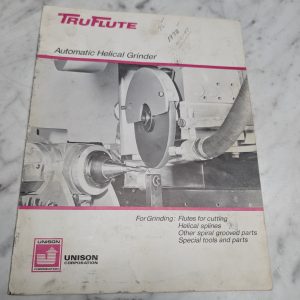 TRUFLUTE
Automatic Helical Grinder
For Grinding: Flutes for cutting
Helical splines
Other spiral grooved parts
Special tools and parts
UNISON
CORPORATION
UNISON
CORPORATION